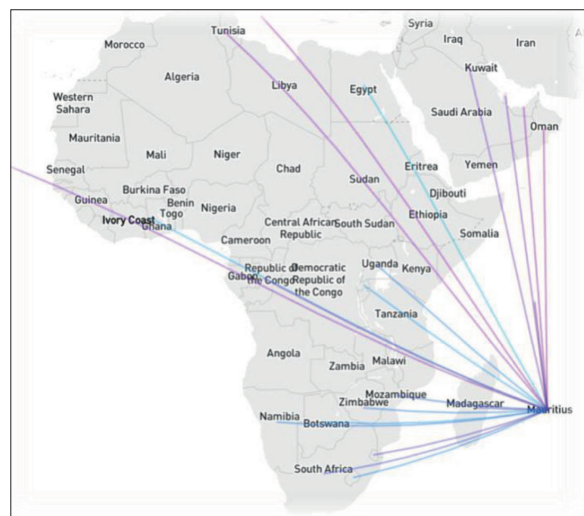 Syria
Tunisia
Morocco
Iraq
Iran
Kuwait
Algeria
Libya
Egypt
Western
Sahara
Saudi Arabia
Oman
Mauritania
Mali
Niger
Chad
Sudan
Eritrea
Yemen
Senegal
Burkina Faso
Djibouti
Guinea
Benin
Togo
Nigeria
Ethiopia
Ivory Coast
Ghana
Central African
Republic
South Sudan
Somalia
Cameroon
Uganda
Kenya
Gabon
Republic of
the Congo
Democratic
Republic of
the Congo
Tanzania
Angola
Zambia
Malawi
Mozambique
Zimbabwe
Madagascar
Mauritius
Namibia
Botswana
South Africa